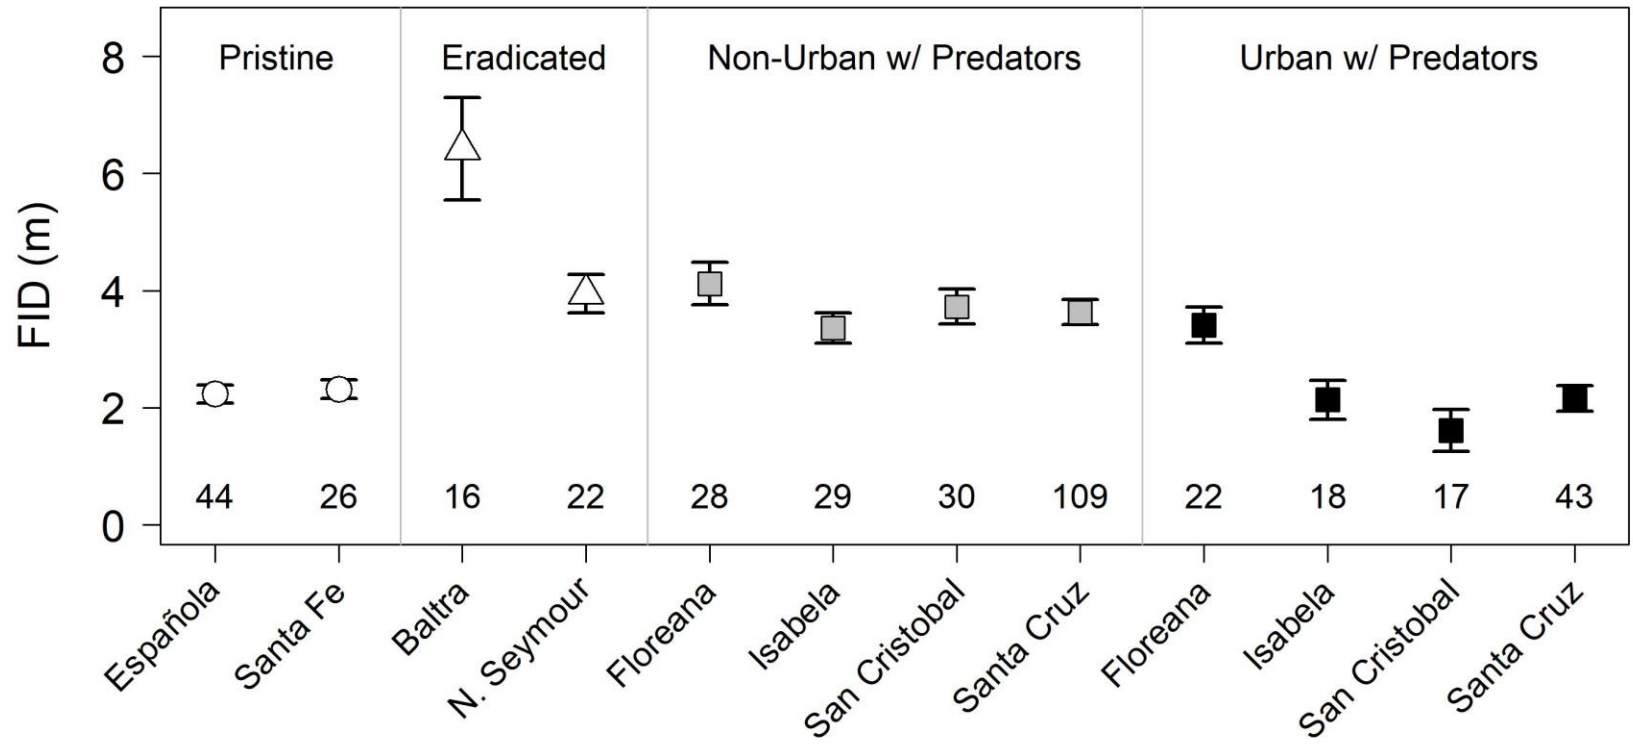 Pristine Eradicated Non-Urban w/ Predators Urban w/ Predators
FID (m)
8
6
4
2
0
44 26 16 22 28 29 30 109 22 18 17 43
Española Santa Fe Baltra N. Seymour Floreana Isabela San Cristobal Santa Cruz Floreana Isabela San Cristobal Santa Cruz